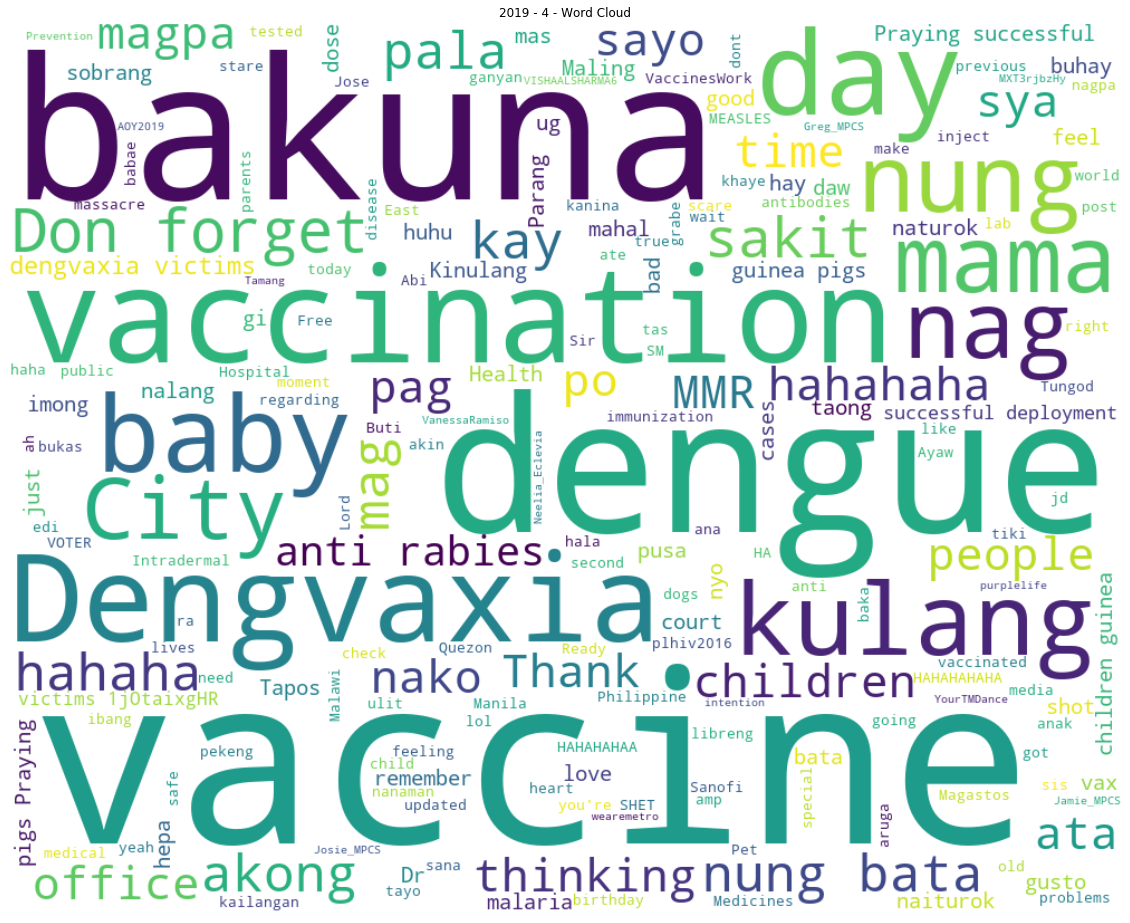 2019 - 4 - Word Cloud
Prevention
magpa
tested
dose
pala
mas
sayo
dont
day
Praying successful
sobrang
stare
Jose
ganyan
Maling
VISHAALSHARMA6
VaccinesWork
previous
buhay
MXT3rjbzHy
nagpa
bakuna
AOY2019
babae
ug
good
MEASLES
Greg_MPCS
sya
inject
feel
time
make
nung
world
massacre
parents
disease
East
Parang
kanina
khaye
hay
daw
antibodies
scare
post
Don forget
huhu
kay
mahal
grabe
wait
sakit
naturok
lab
mama
dengvaxia victims
today
Tamang
Abi
Kinulang
ate
true
bad
guinea pigs
vaccination
gi
Free
Sir
tas
SM
nag
right
haha
public
Hospital
moment
regarding
pag
Health
po
MMR
hahahaha
Tungod
imong
nalang
baby
Buti
VanessaRamiso
immunization
cases
taong
successful deployment
like
ah
bukas
akin
Ayaw
just
City
Lord
mag
Neelia_Eclevia
dengue
jd
edi
VOTER
Intradermal
anti rabies
hala
second
ana
pusa
HA
tiki
people
Dengvaxia
dogs
nyo
anti
baka
purplelife
children guinea
kulang
ra
lives
court
plhiv2016
Quezon
Ready
check
hahaha
need
nako
Thank
children
vaccinated
HAHAHAHAHA
media
victims 1jOtaixgHR
Tapos
Malawi
ulit
Manila
Philippine
intention
YourTMDance
shot
ibang
lol
libreng
going
anak
pigs Praying
pekeng
feeling
HAHAHAHAA
got
vaccine
safe
child
nanaman
remember
heart
love
Sanofi
bata
sis
vax
updated
you're
SHET
amp
special
Magastos
Jamie_MPCS
wearemetro
aruga
ata
medical
yeah
hepa
Josie_MPCS
Pet
office
akong
Dr
sana
tayo
thinking
nung bata
old
gusto
kailangan
malaria
birthday
Medicines
naiturok
problems